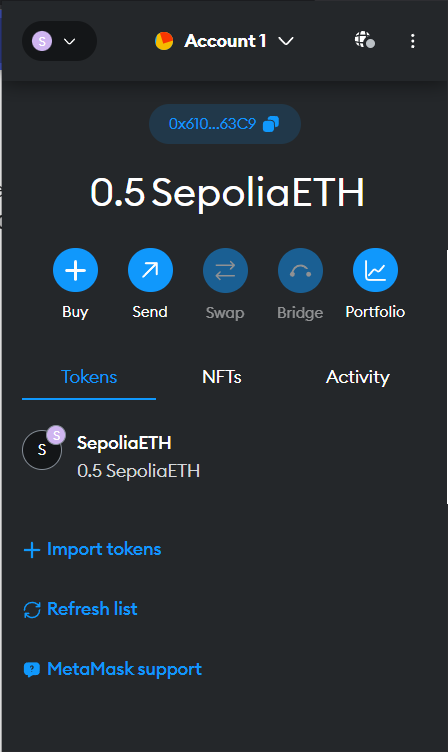 S
Account 1
0x610...63C9
0.5 SepoliaETH
Buy
Send
Swap
Bridge
Portfolio
Tokens
NFTs
Activity
S
S
SepoliaETH
0.5 SepoliaETH
Import tokens
Refresh list
MetaMask support